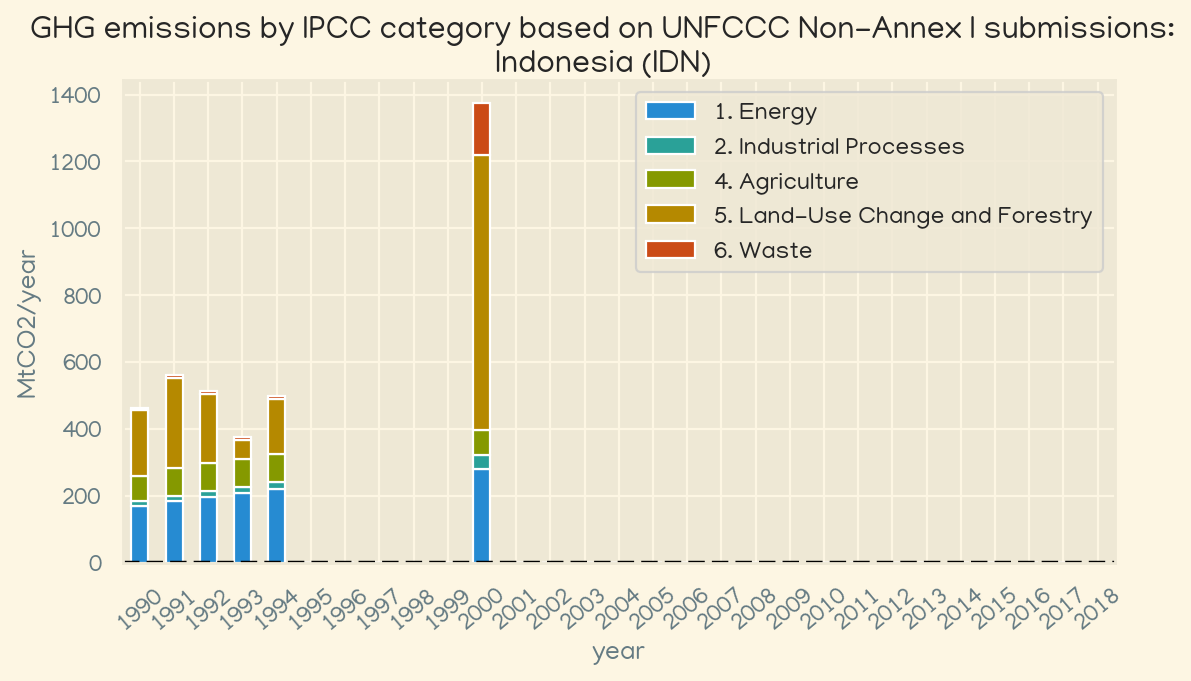 GHG emissions by IPCC category based on UNFCCC Non-Annex I submissions:
Indonesia (IDN)
1400
1200
1000
800
600
400
200
0
MtCO2/year
1. Energy
2. Industrial Processes
4. Agriculture
5. Land-Use Change and Forestry
6. Waste
1990 1991 1992 1993 1994 1995 1996 1997 1998 1999 2000 2001 2002 2003 2004 2005 2006 2007 2008 2009 2010 2011 2012 2013 2014 2015 2016 2017 2018
year